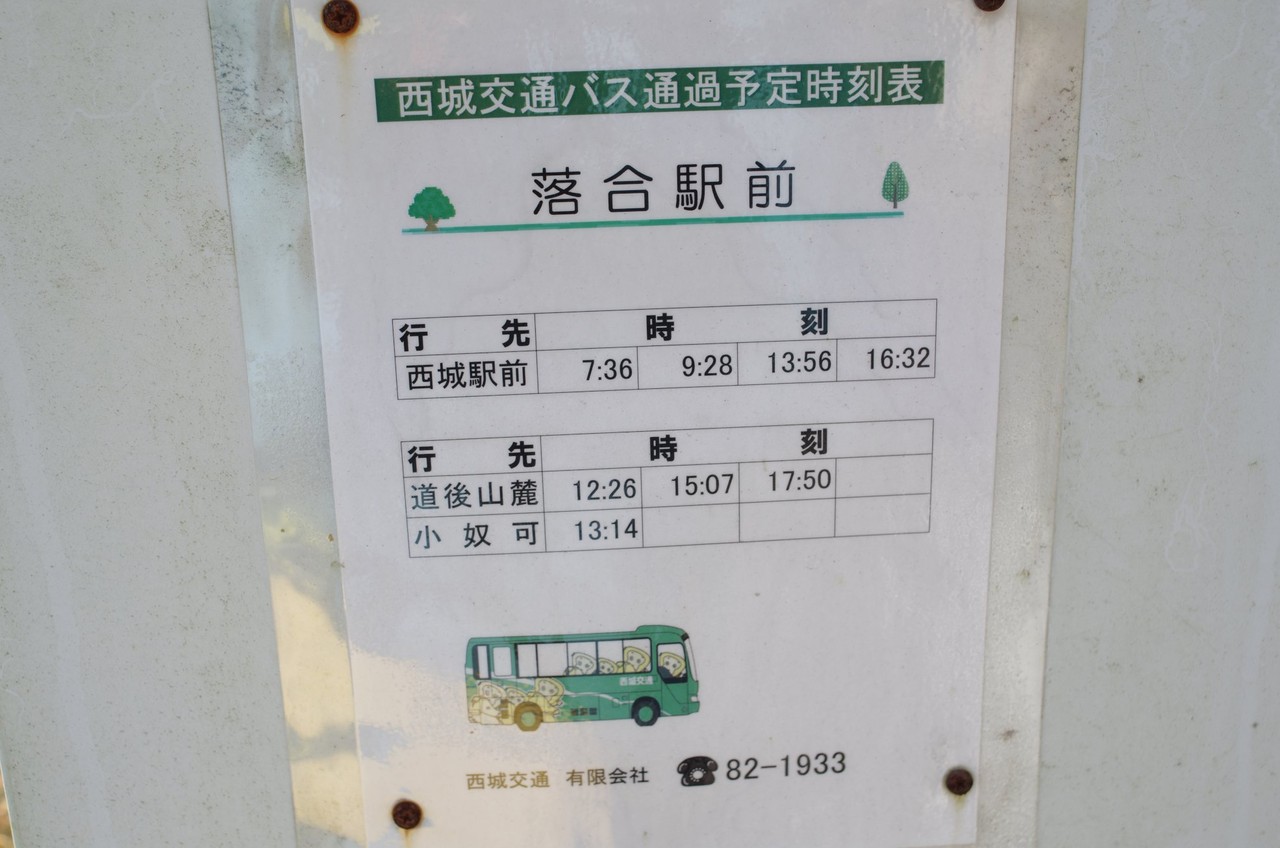 西城交通バス通過予定時刻表
落合駅前
行先 時刻
西城駅前 7:36 9:28 13:56 16:32
行先 時刻
道後山麓 12:26 15:07 17:50
小奴可 13:14
西城交通
西城交通 有限会社 ☎82-1933